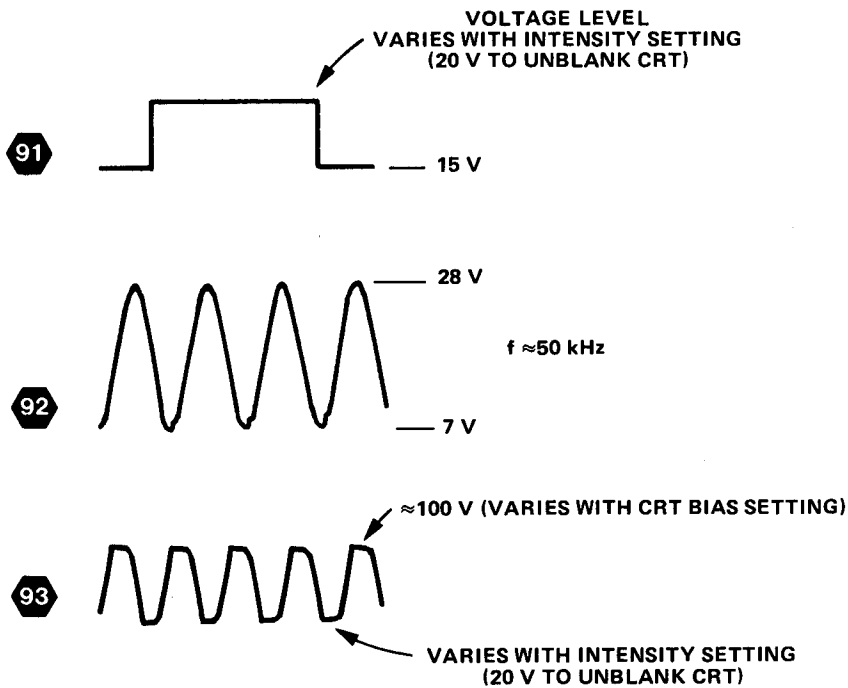 VOLTAGE LEVEL
VARIES WITH INTENSITY SETTING
(20 V TO UNBLANK CRT)
91
15 V
28 V
f ≈50 kHz
92
7 V
≈100 V (VARIES WITH CRT BIAS SETTING)
93
VARIES WITH INTENSITY SETTING
(20 V TO UNBLANK CRT)